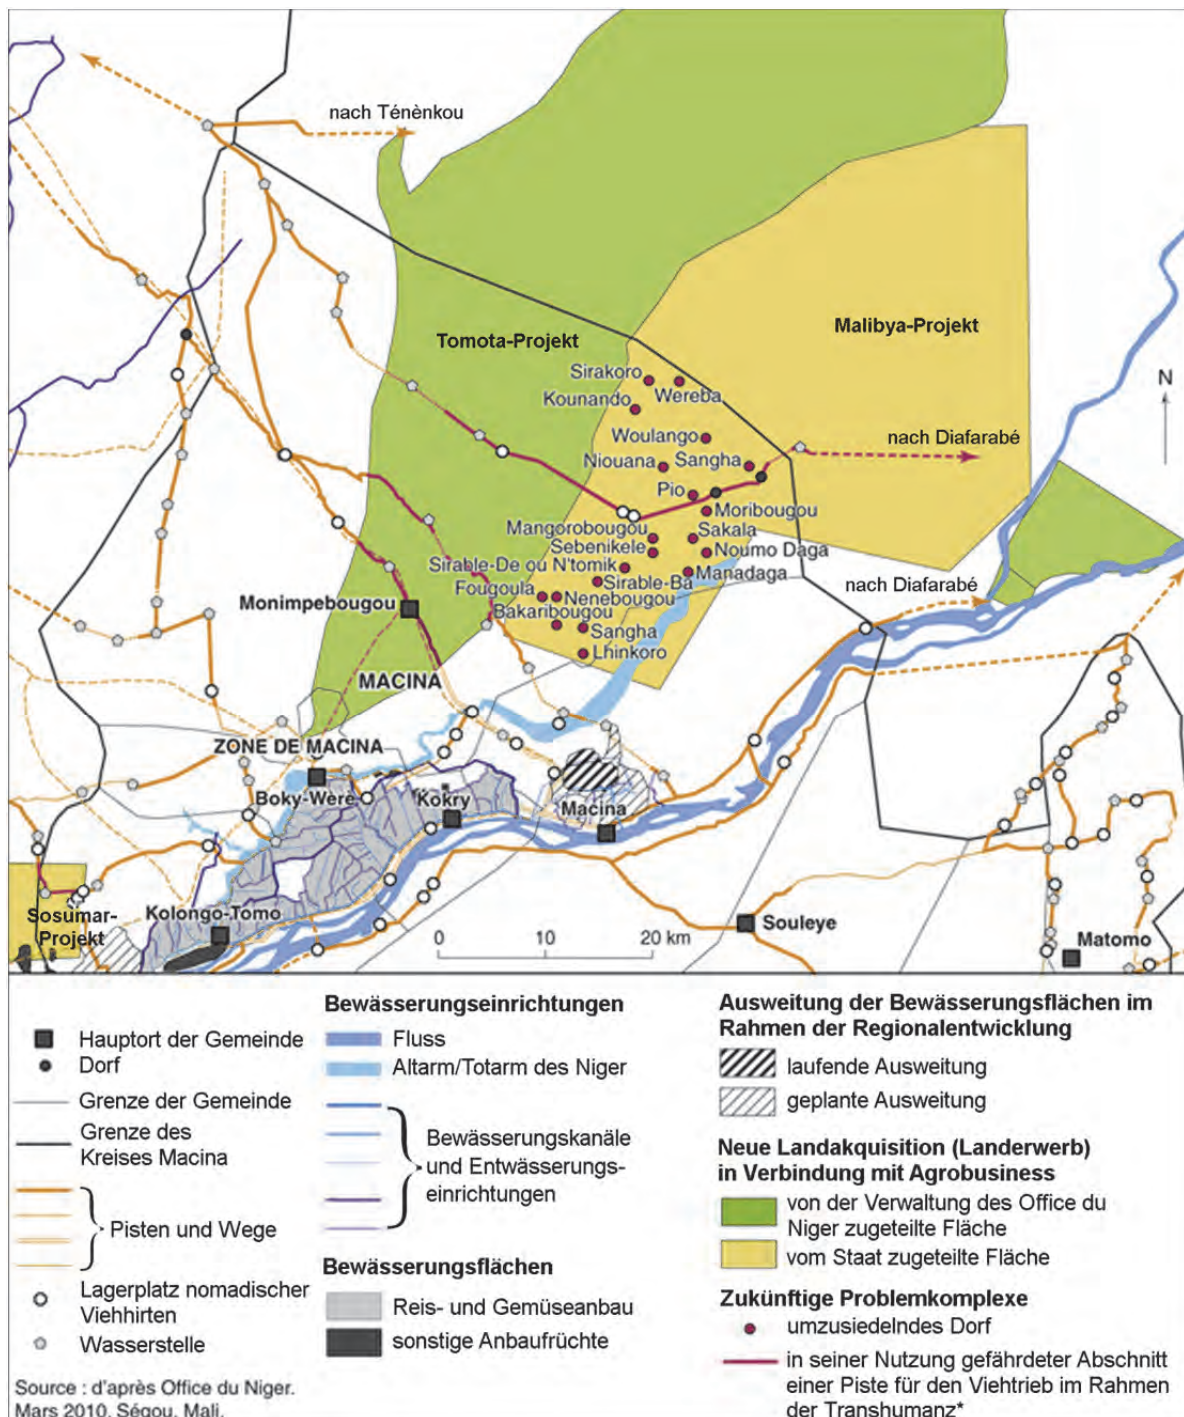 nach Ténènkou
Tomota-Projekt
Malibya-Projekt
N
Sirakoro
Wereba
Kounando
Woulango
nach Diafarabé
Niouana
Sangha
Pio
Moribougou
Mangorobougou
Sakala
Sebenikele
Noumo Daga
Sirable-De ou N'tomik
Manadaga
Sirable-Ba
Fougoula
Nenebougou
nach Diafarabé
Monimpebougou
Bakaribougou
Sangha
Lhinkoro
MACINA
ZONE DE MACINA
Boky-Werè
Kokry
Macina
Sosumar-
Projekt
Kolongo-Tomo
Souleye
Matomo
0 10 20 km
Hauptort der Gemeinde
Dorf
Grenze der Gemeinde
Grenze des
Kreises Macina
Pisten und Wege
Lagerplatz nomadischer
Viehhirten
Wasserstelle
Source : d'après Office du Niger.
Mars 2010, Ségou, Mali.
Bewässerungseinrichtungen
Fluss
Altarm/Totarm des Niger
Bewässerungskanäle
und Entwässerungs-
einrichtungen
Bewässerungsflächen
Reis- und Gemüseanbau
sonstige Anbaufrüchte
Ausweitung der Bewässerungsflächen im
Rahmen der Regionalentwicklung
laufende Ausweitung
geplante Ausweitung
Neue Landakquisition (Landerwerb)
in Verbindung mit Agrobusiness
von der Verwaltung des Office du
Niger zugeteilte Fläche
vom Staat zugeteilte Fläche
Zukünftige Problemkomplexe
umzusiedelndes Dorf
in seiner Nutzung gefährdeter Abschnitt
einer Piste für den Viehtrieb im Rahmen
der Transhumanz*